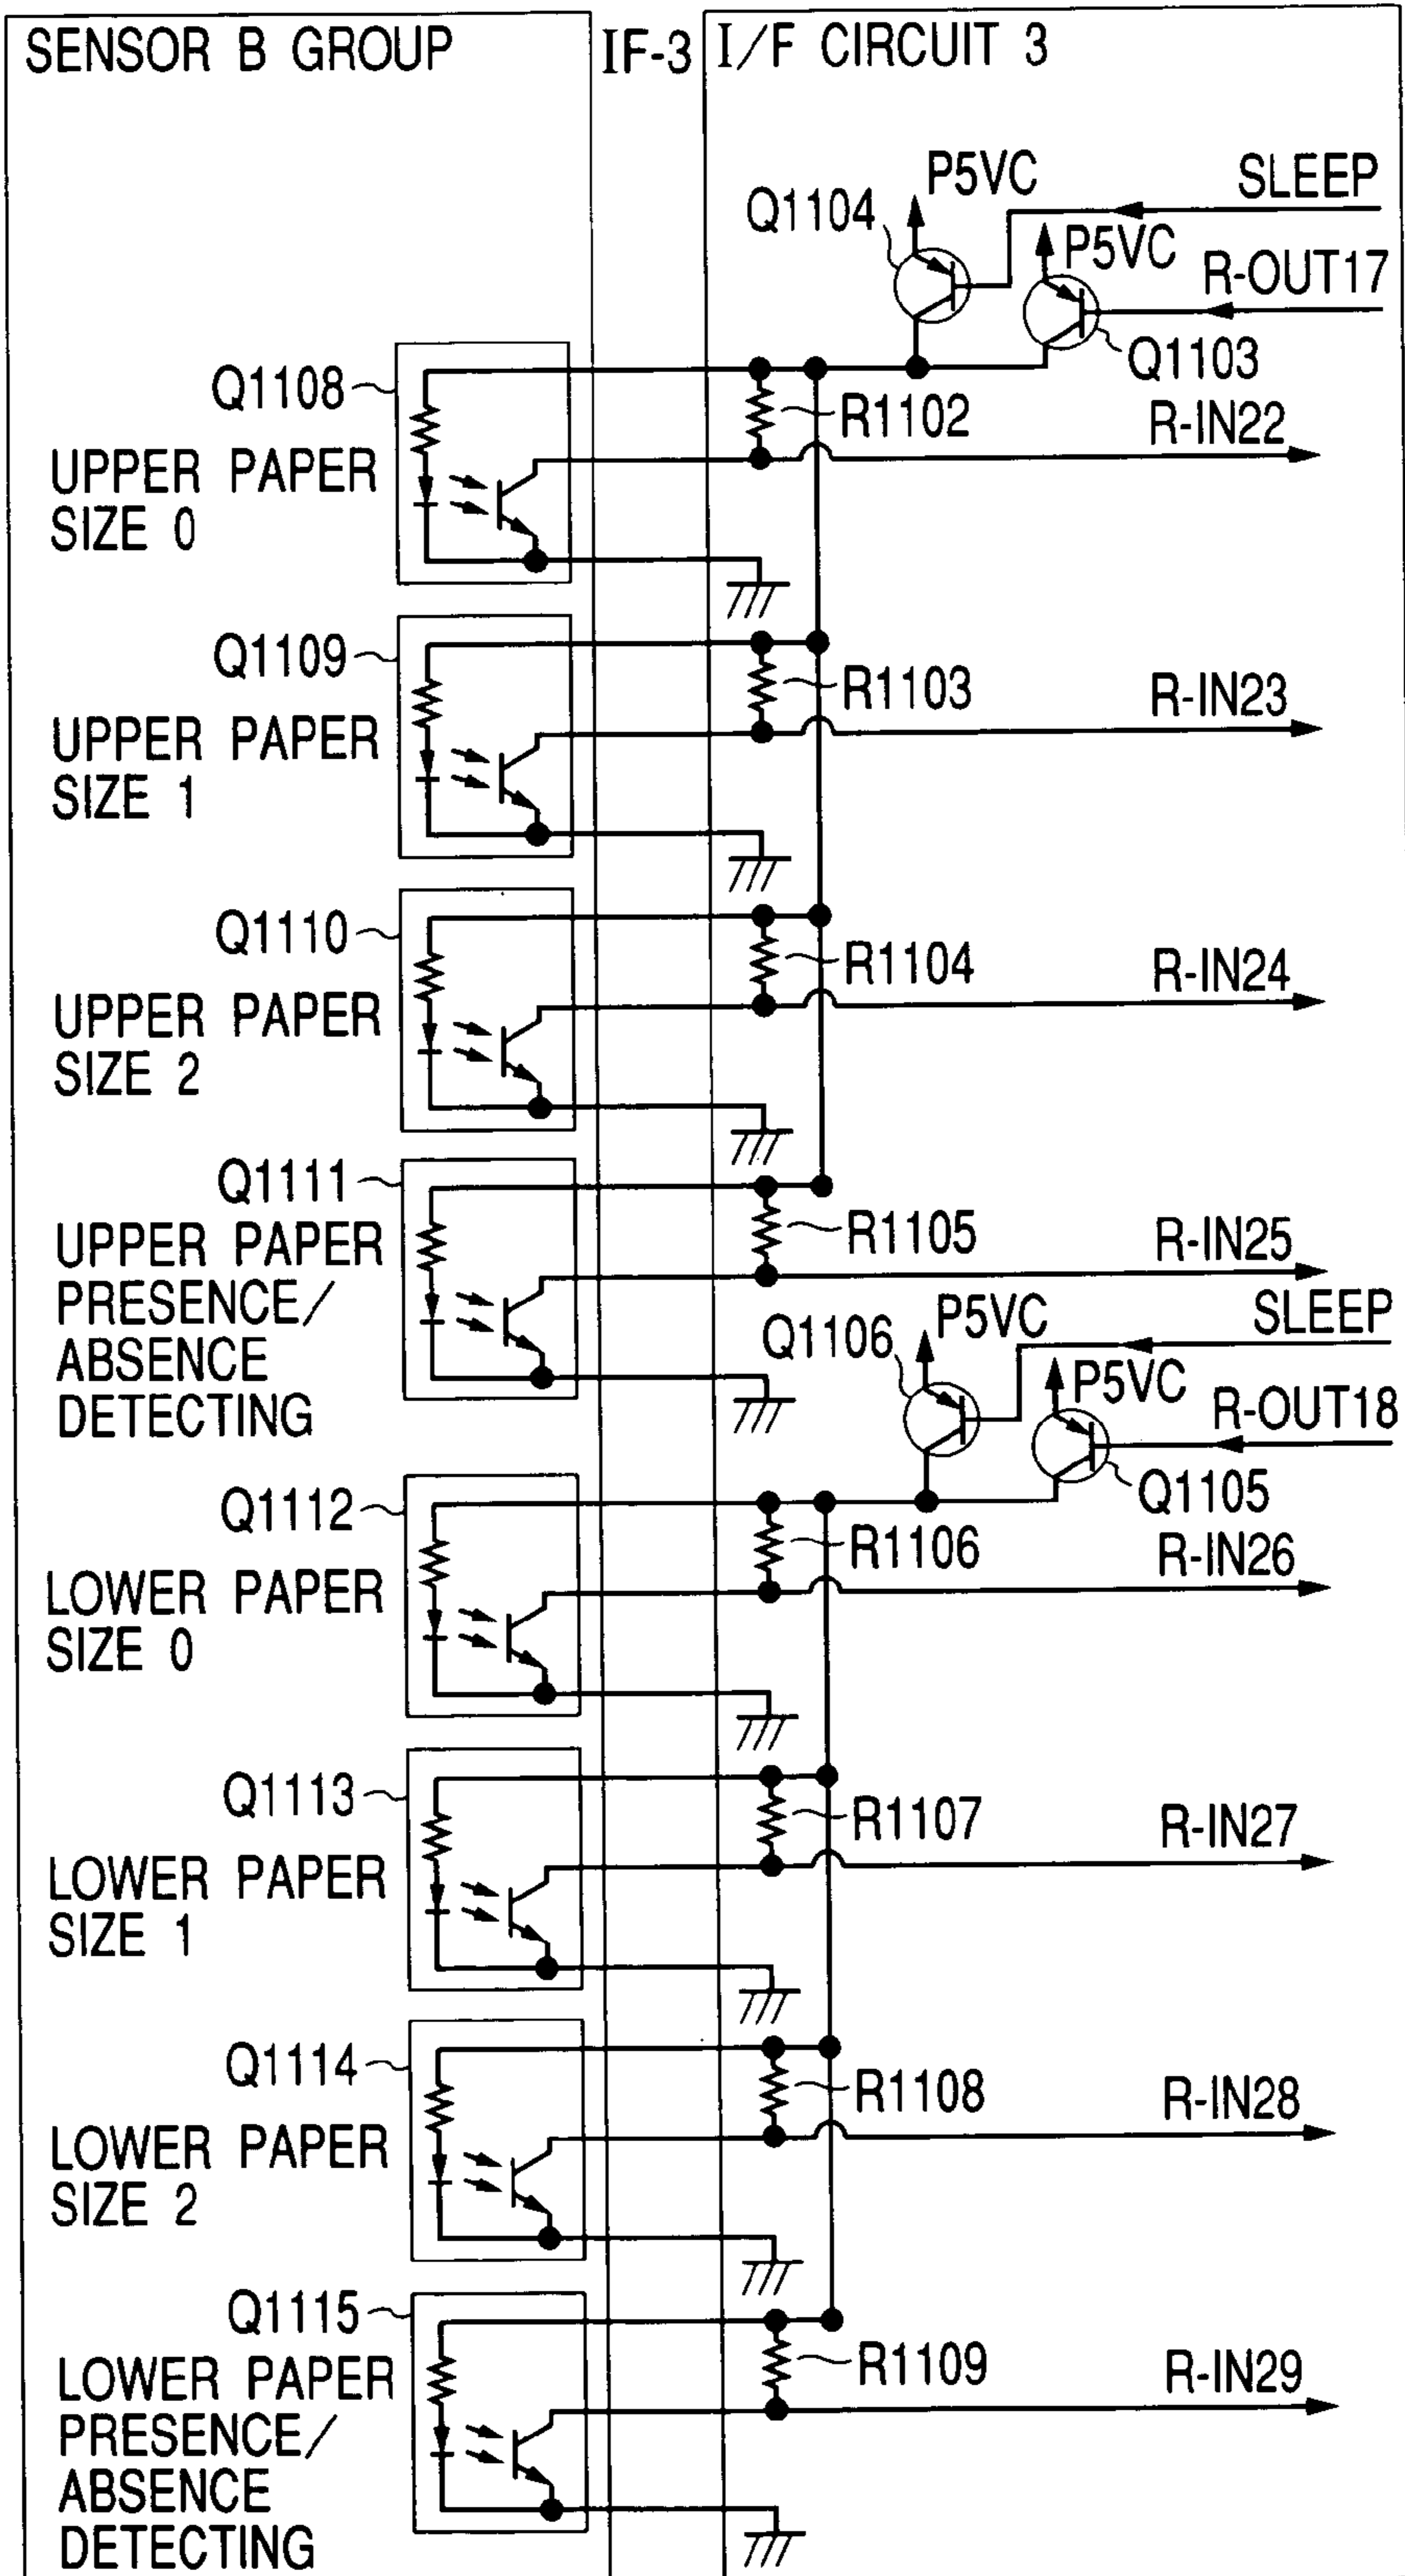 SENSOR B GROUP
IF-3
I/F CIRCUIT 3
P5VC
SLEEP
Q1104
P5VC
R-OUT17
Q1103
Q1108
R1102
R-IN22
UPPER PAPER
SIZE 0
Q1109
R1103
R-IN23
UPPER PAPER
SIZE 1
Q1110
R1104
R-IN24
UPPER PAPER
SIZE 2
Q1111
R1105
R-IN25
UPPER PAPER
PRESENCE/
ABSENCE
DETECTING
Q1106
P5VC
SLEEP
P5VC
R-OUT18
Q1105
Q1112
R1106
R-IN26
LOWER PAPER
SIZE 0
Q1113
R1107
R-IN27
LOWER PAPER
SIZE 1
Q1114
R1108
R-IN28
LOWER PAPER
SIZE 2
Q1115
R1109
R-IN29
LOWER PAPER
PRESENCE/
ABSENCE
DETECTING